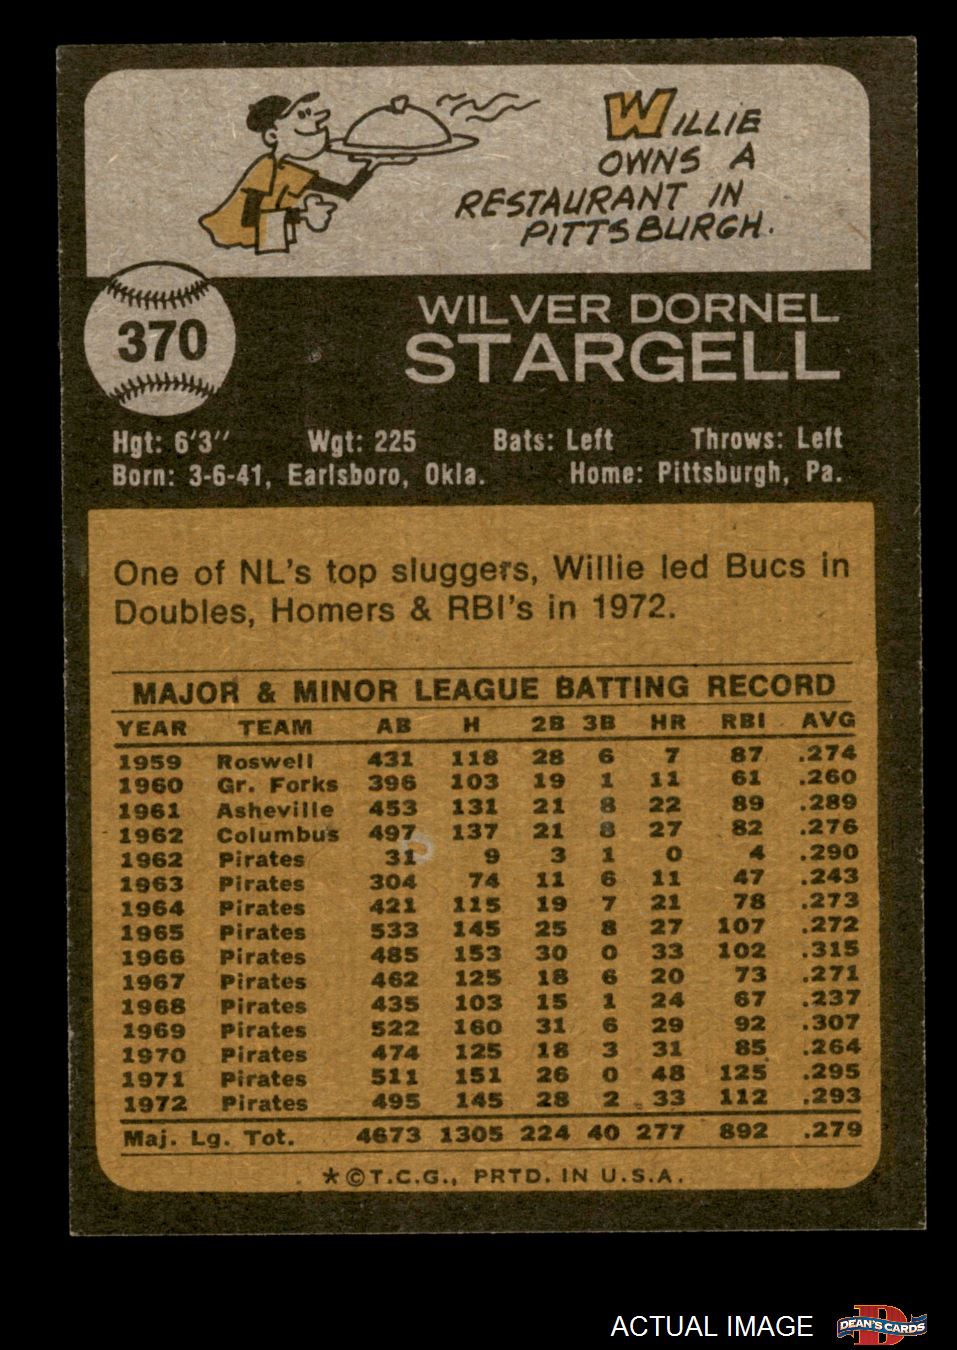 WILLIE
OWNS A
RESTAURANT IN
PITTSBURGH.
370
WILVER DORNEL
STARGELL
Hgt: 6'3" Wgt: 225 Bats: Left Throws: Left
Born: 3-6-41, Earlsboro, Okla. Home: Pittsburgh, Pa.
One of NL's top sluggers, Willie led Bucs in
Doubles, Homers & RBI's in 1972.
MAJOR & MINOR LEAGUE BATTING RECORD
YEAR TEAM AB H 2B 3B HR RBI AVG
1959 Roswell 431 118 28 6 7 87 .274
1960 Gr. Forks 396 103 19 1 11 61 .260
1961 Asheville 453 131 21 8 22 89 .289
1962 Columbus 497 137 21 8 27 82 .276
1962 Pirates 31 9 3 1 0 4 .290
1963 Pirates 304 74 11 6 11 47 .243
1964 Pirates 421 115 19 7 21 78 .273
1965 Pirates 533 145 25 8 27 107 .272
1966 Pirates 485 153 30 0 33 102 .315
1967 Pirates 462 125 18 6 20 73 .271
1968 Pirates 435 103 15 1 24 67 .237
1969 Pirates 522 160 31 6 29 92 .307
1970 Pirates 474 125 18 3 31 85 .264
1971 Pirates 511 151 26 0 48 125 .295
1972 Pirates 495 145 28 2 33 112 .293
Maj. Lg. Tot. 4673 1305 224 40 277 892 .279
*©T.C.G., PRTD. IN U.S.A.
ACTUAL IMAGE
D
DEAN'S CARDS